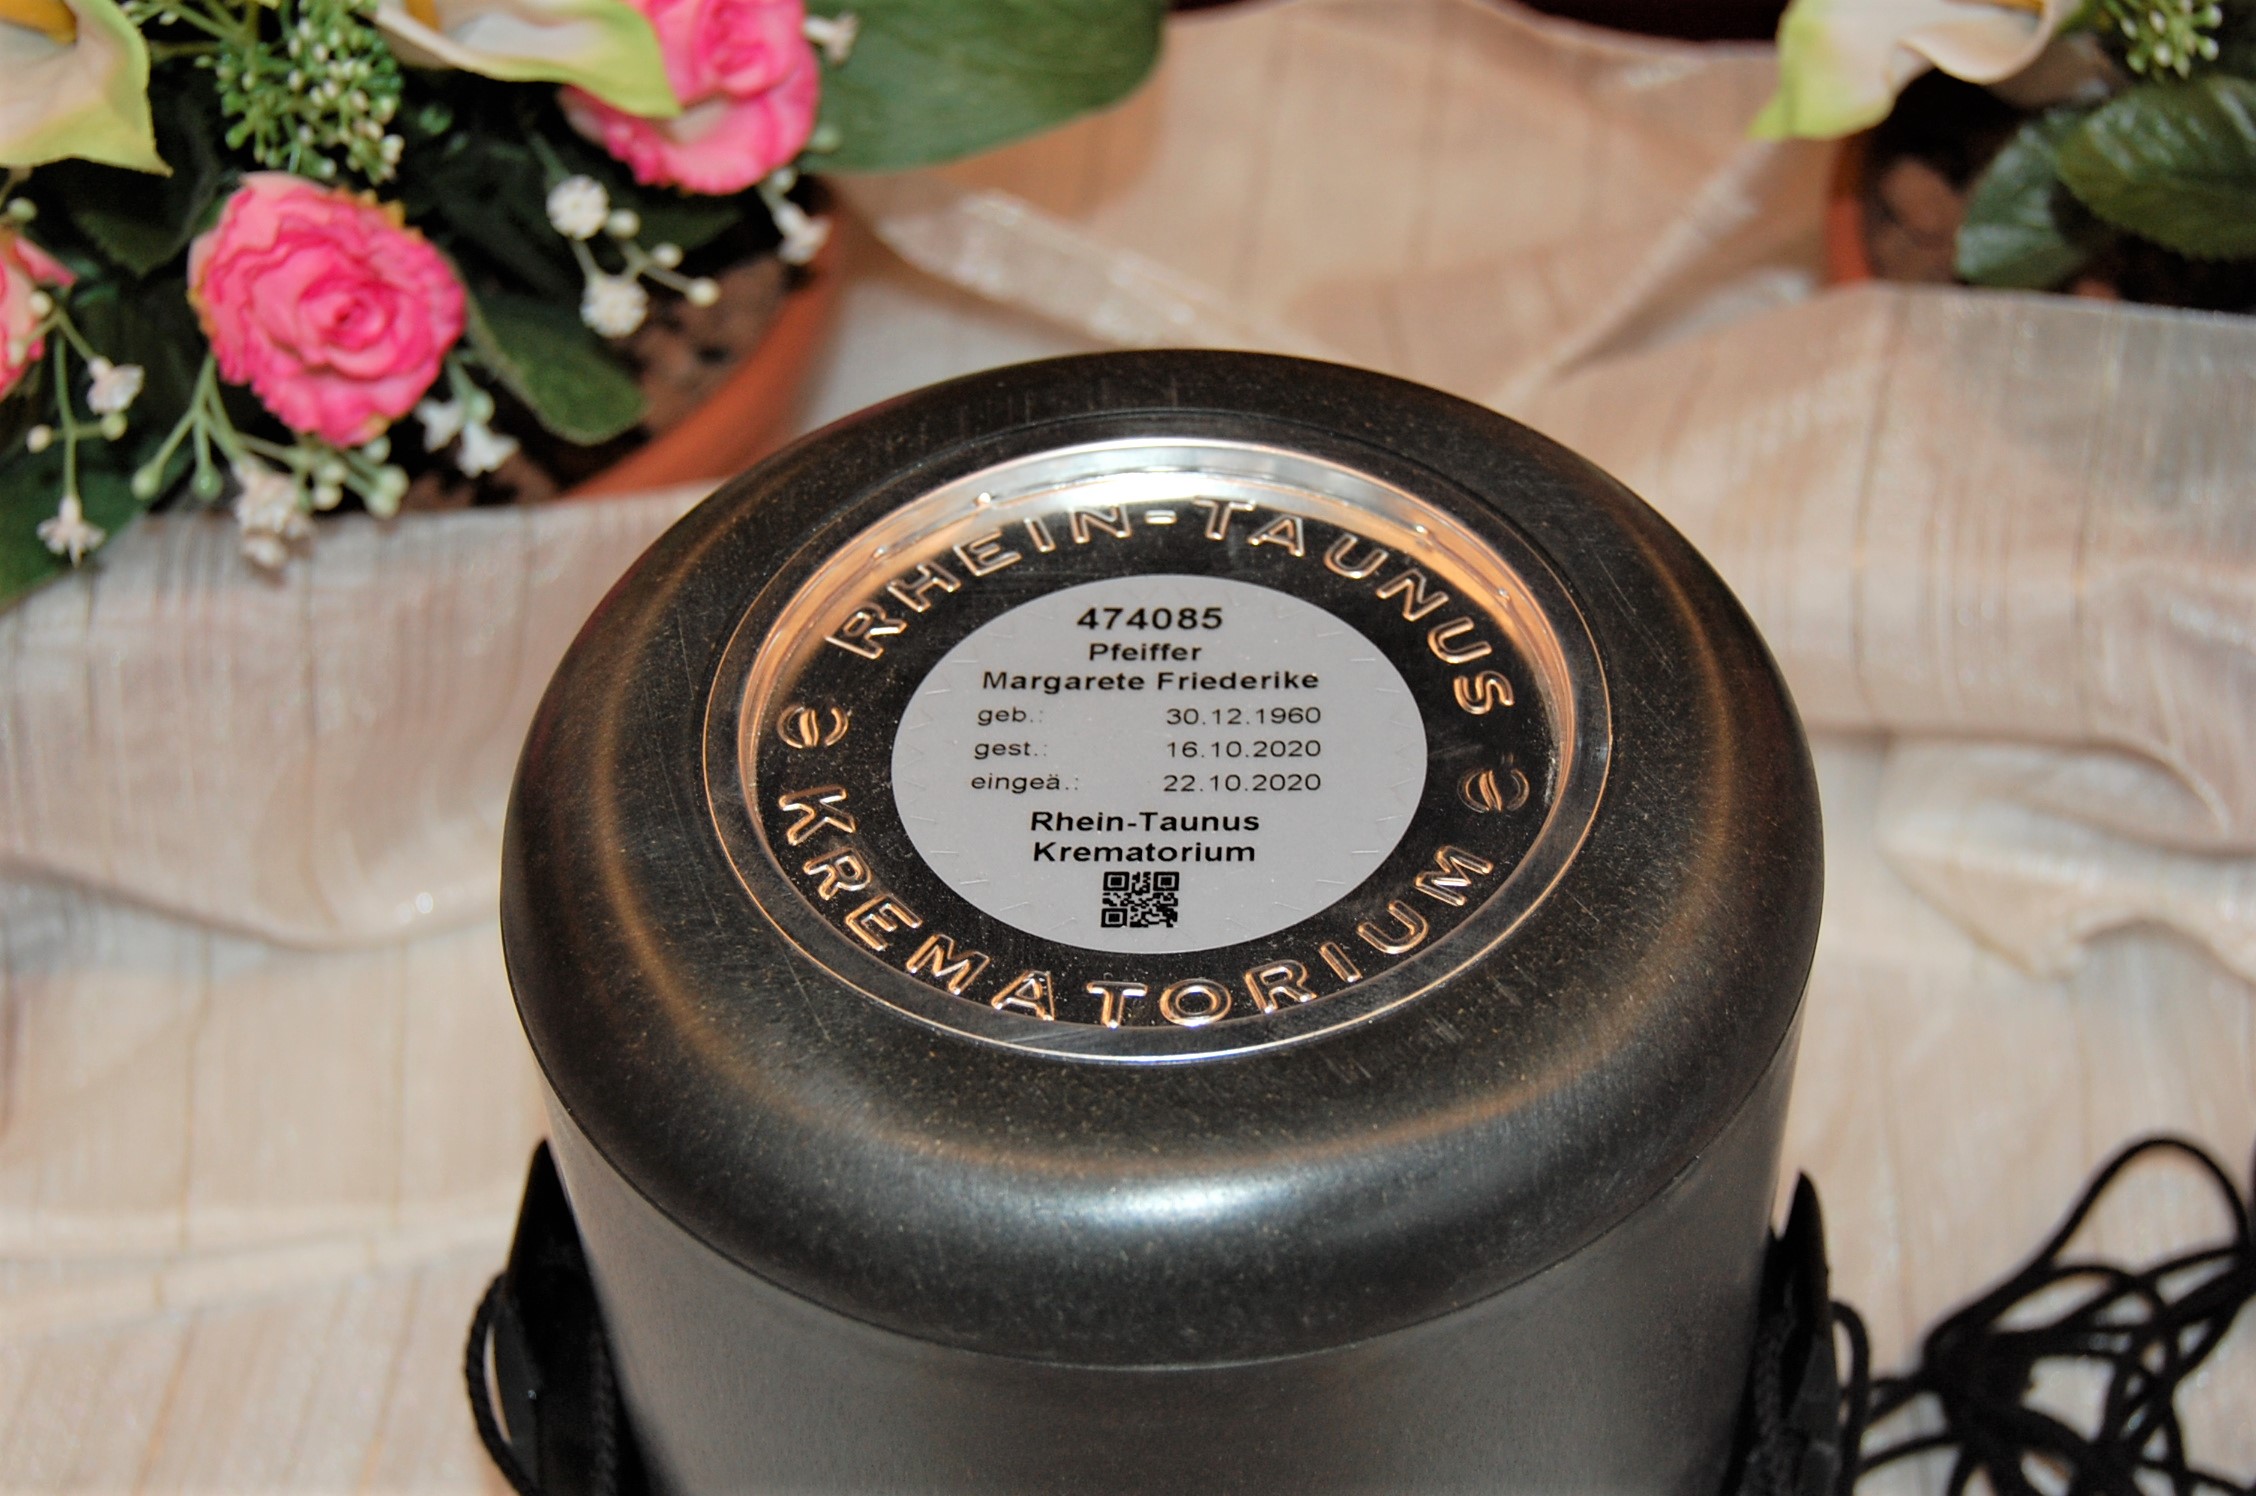 RHEIN-TAUNUS
474085
Pfeiffer
Margarete Friederike
geb.: 30.12.1960
gest.: 16.10.2020
eingeä.: 22.10.2020
Rhein-Taunus
Krematorium
KREMATORIUM